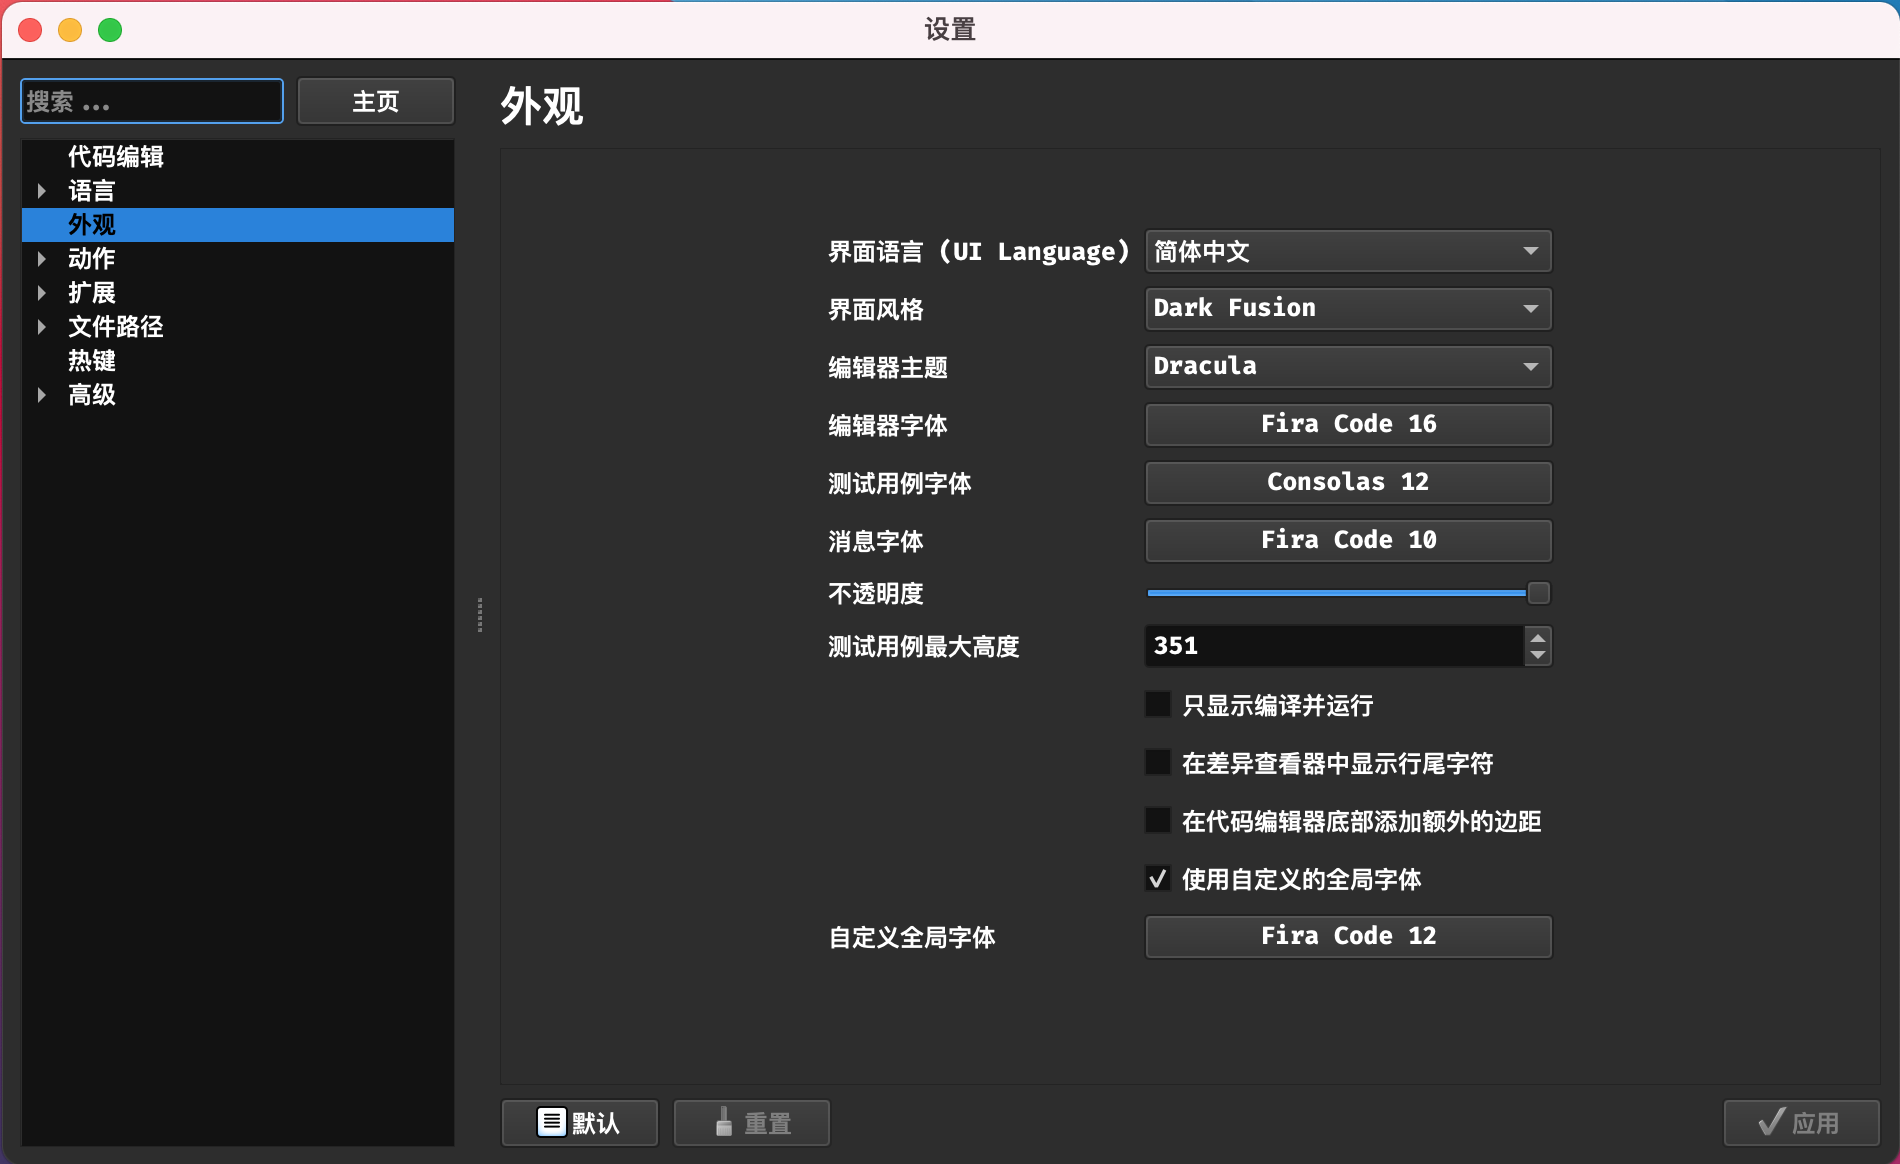 设置
搜索 ...
主页
代码编辑
语言
外观
动作
扩展
文件路径
热键
高级
外观
界面语言 (UI Language) 简体中文
界面风格 Dark Fusion
编辑器主题 Dracula
编辑器字体 Fira Code 16
测试用例字体 Consolas 12
消息字体 Fira Code 10
不透明度
测试用例最大高度 351
只显示编译并运行
在差异查看器中显示行尾字符
在代码编辑器底部添加额外的边距
使用自定义的全局字体
自定义全局字体 Fira Code 12
默认
重置
应用